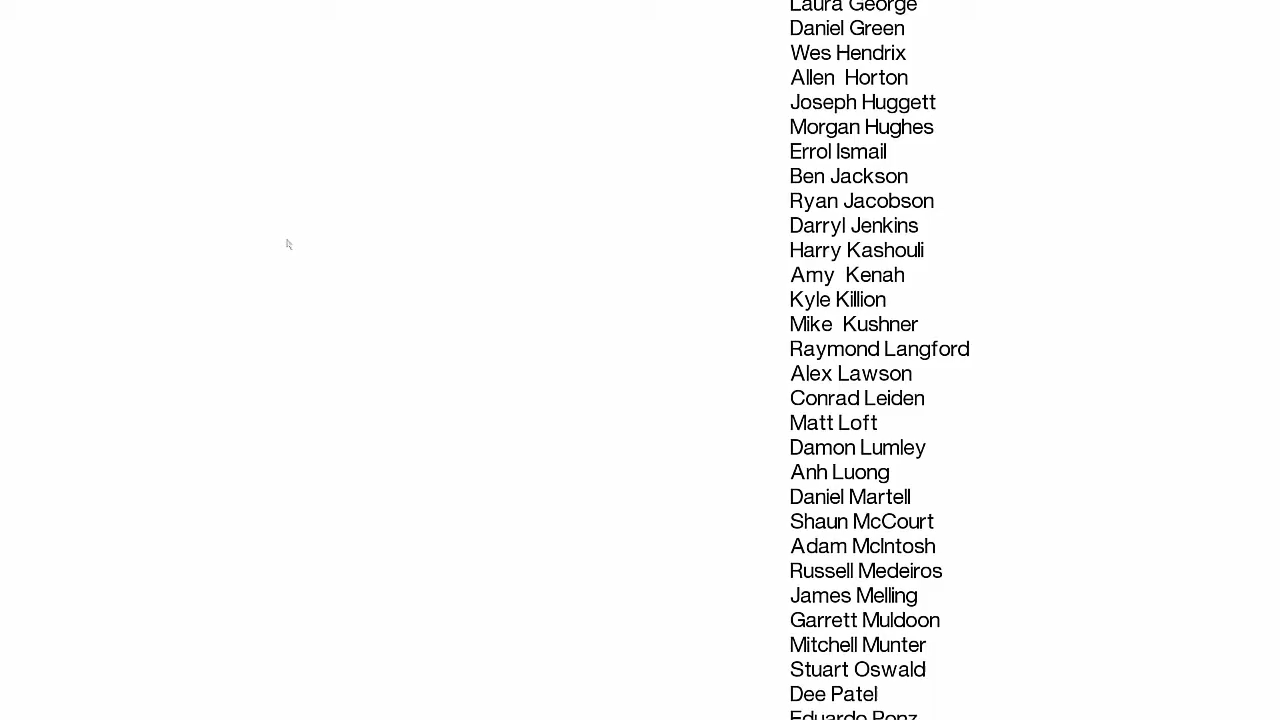 Laura George
Daniel Green
Wes Hendrix
Allen  Horton
Joseph Huggett
Morgan Hughes
Errol Ismail
Ben Jackson
Ryan Jacobson
Darryl Jenkins
Harry Kashouli
Amy  Kenah
Kyle Killion
Mike  Kushner
Raymond Langford
Alex Lawson
Conrad Leiden
Matt Loft
Damon Lumley
Anh Luong
Daniel Martell
Shaun McCourt
Adam McIntosh
Russell Medeiros
James Melling
Garrett Muldoon
Mitchell Munter
Stuart Oswald
Dee Patel
Eduardo Ponz